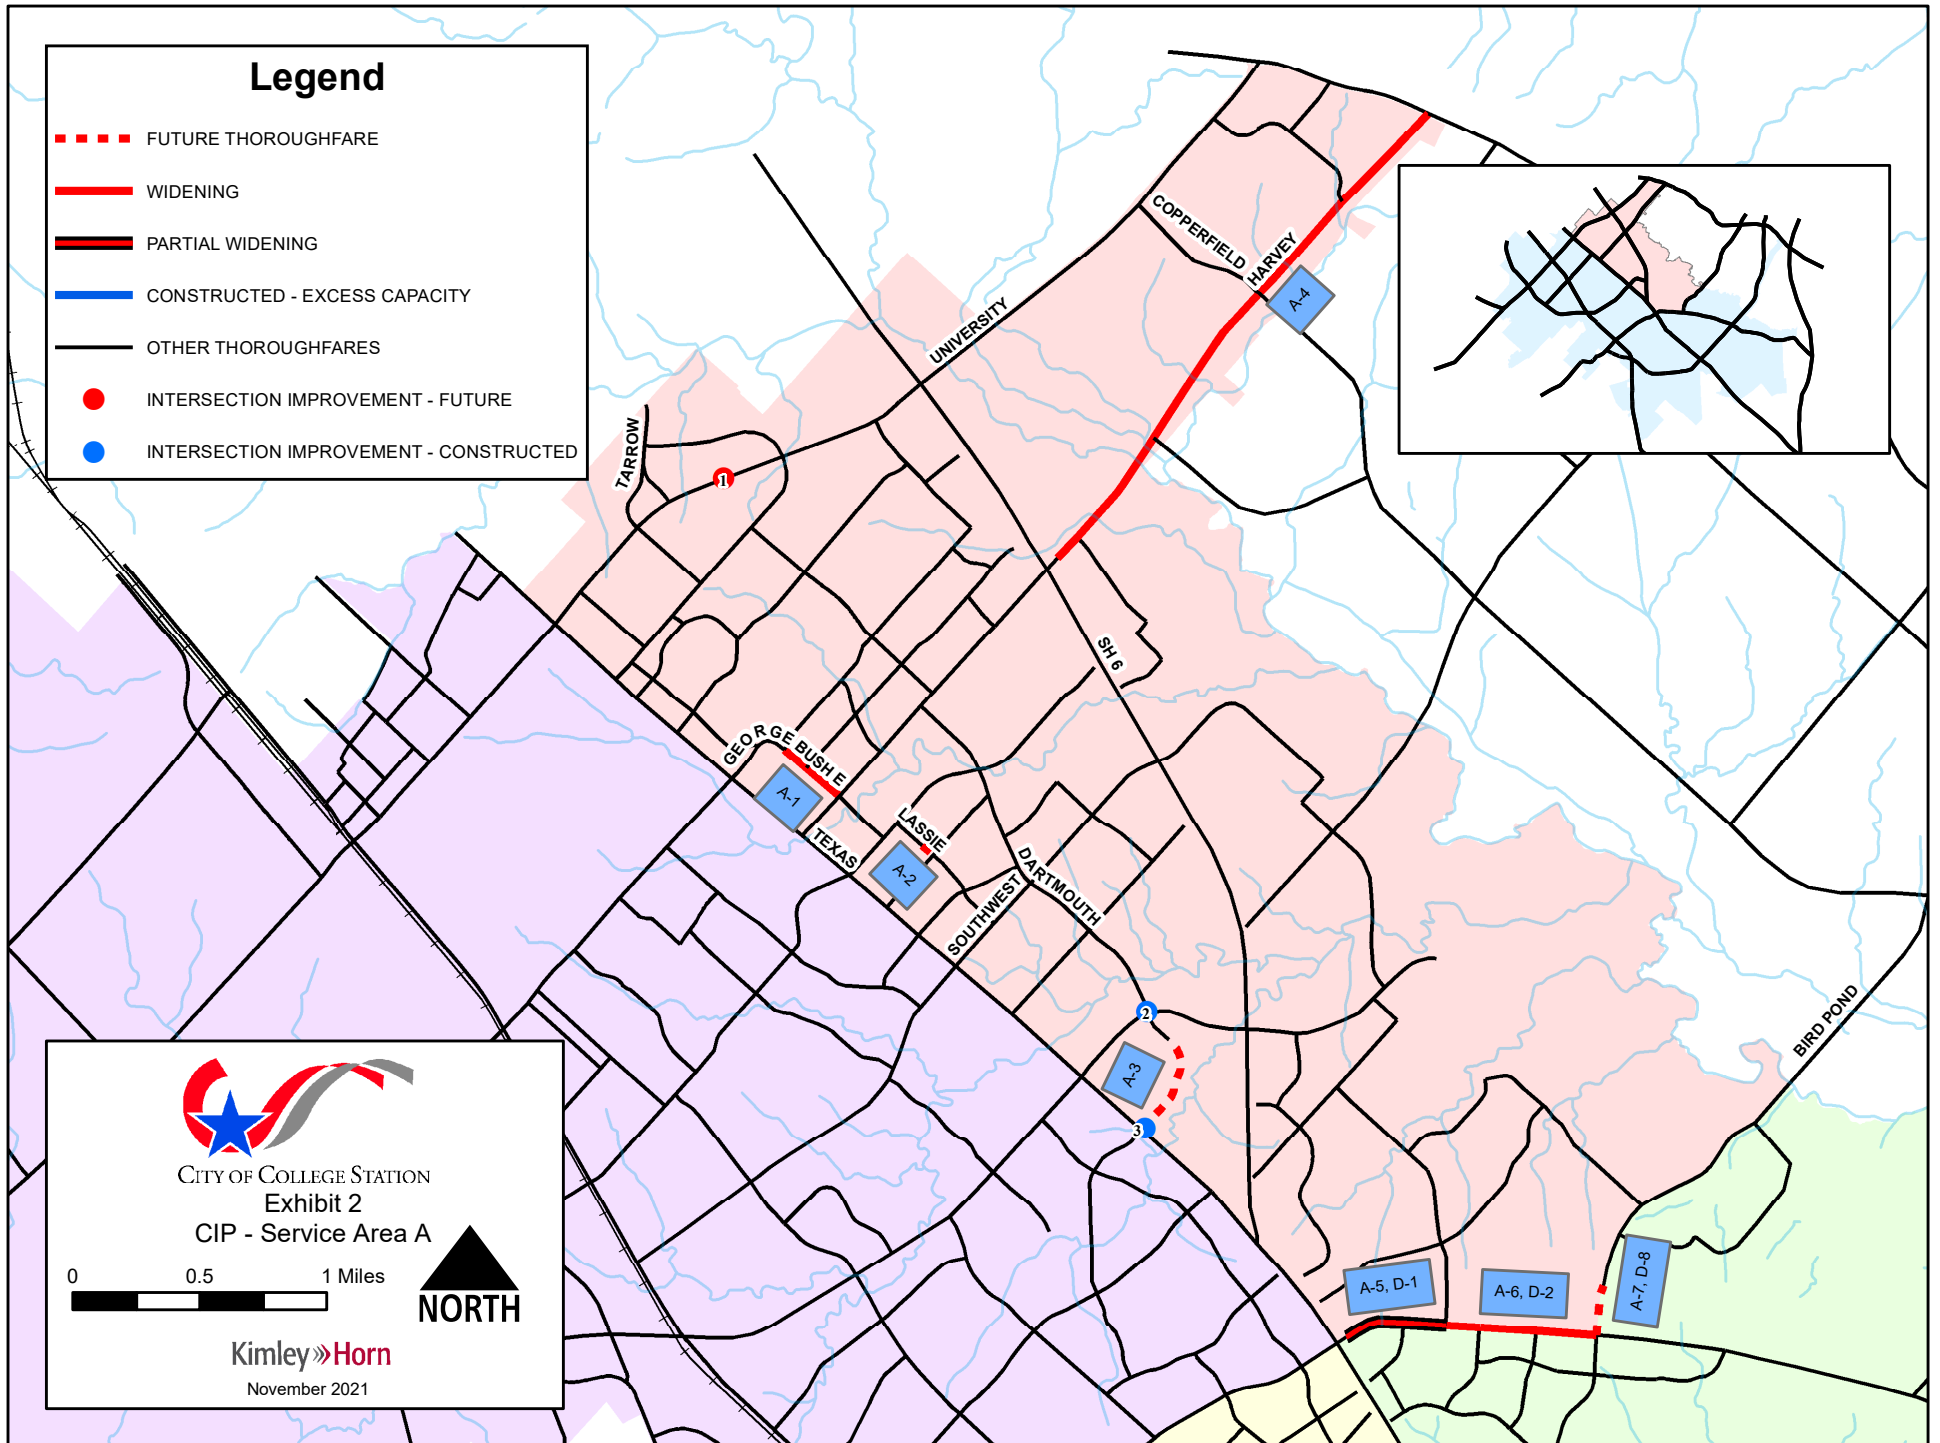 Legend
FUTURE THOROUGHFARE
WIDENING
PARTIAL WIDENING
CONSTRUCTED - EXCESS CAPACITY
OTHER THOROUGHFARES
INTERSECTION IMPROVEMENT - FUTURE
INTERSECTION IMPROVEMENT - CONSTRUCTED
COPPERFIELD
HARVEY
A-4
UNIVERSITY
TARROW
1
SH 6
GEORGE BUSH E
A-1
TEXAS
LASSIE
A-2
DARTMOUTH
SOUTHWEST
2
A-3
3
BIRD POND
A-5, D-1
A-6, D-2
A-7, D-8
CITY OF COLLEGE STATION
Exhibit 2
CIP - Service Area A
0 0.5 1 Miles
NORTH
Kimley»Horn
November 2021